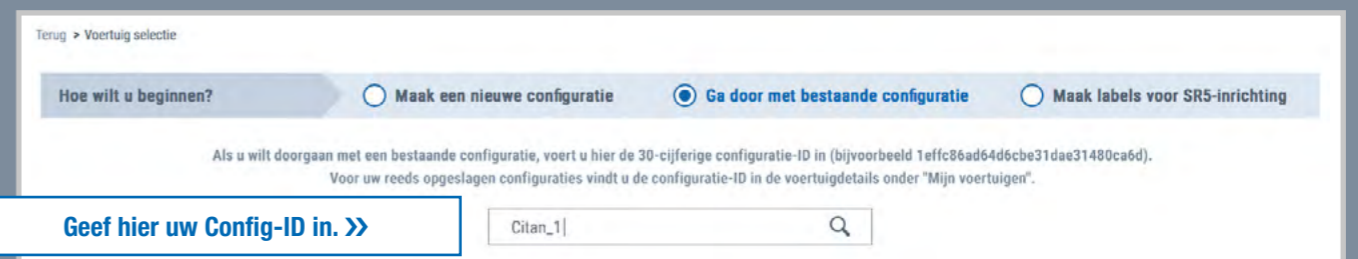 Terug > Voertuig selectie
Hoe wilt u beginnen? Maak een nieuwe configuratie Ga door met bestaande configuratie Maak labels voor SR5-inrichting
Als u wilt doorgaan met een bestaande configuratie, voert u hier de 30-cijferige configuratie-ID in (bijvoorbeeld 1effc86ad64d6cbe31dae31480ca6d).
Voor uw reeds opgeslagen configuraties vindt u de configuratie-ID in de voertuigdetails onder "Mijn voertuigen".
Geef hier uw Config-ID in. »
Citan_1